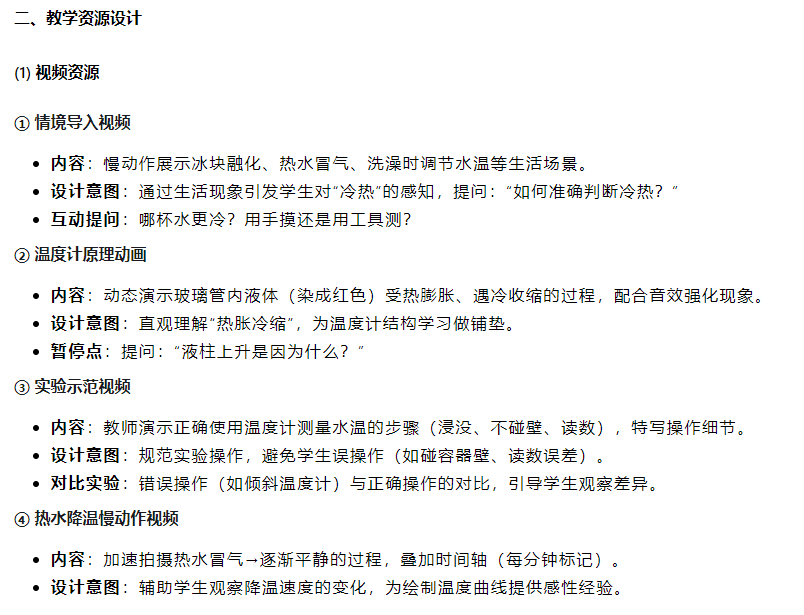 二、教学资源设计
(1) 视频资源
① 情境导入视频
• 内容：慢动作展示冰块融化、热水冒气、洗澡时调节水温等生活场景。
• 设计意图：通过生活现象引发学生对“冷热”的感知，提问：“如何准确判断冷热？”
• 互动提问：哪杯水更冷？用手摸还是用工具测？
② 温度计原理动画
• 内容：动态演示玻璃管内液体（染成红色）受热膨胀、遇冷收缩的过程，配合音效强化现象。
• 设计意图：直观理解“热胀冷缩”，为温度计结构学习做铺垫。
• 暂停点：提问：“液柱上升是因为什么？”
③ 实验示范视频
• 内容：教师演示正确使用温度计测量水温的步骤（浸没、不碰壁、读数），特写操作细节。
• 设计意图：规范实验操作，避免学生误操作（如碰容器壁、读数误差）。
• 对比实验：错误操作（如倾斜温度计）与正确操作的对比，引导学生观察差异。
④ 热水降温慢动作视频
• 内容：加速拍摄热水冒气→逐渐平静的过程，叠加时间轴（每分钟标记）。
• 设计意图：辅助学生观察降温速度的变化，为绘制温度曲线提供感性经验。